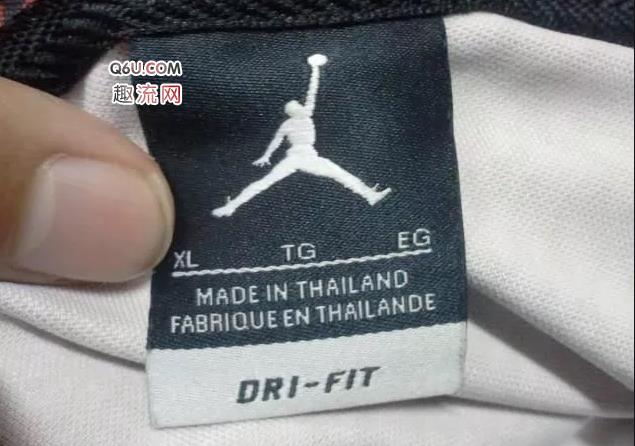 Q6U.COM
趣流网
XL TG EG
MADE IN THAILAND
FABRIQUE EN THAILANDE
DRI-FIT